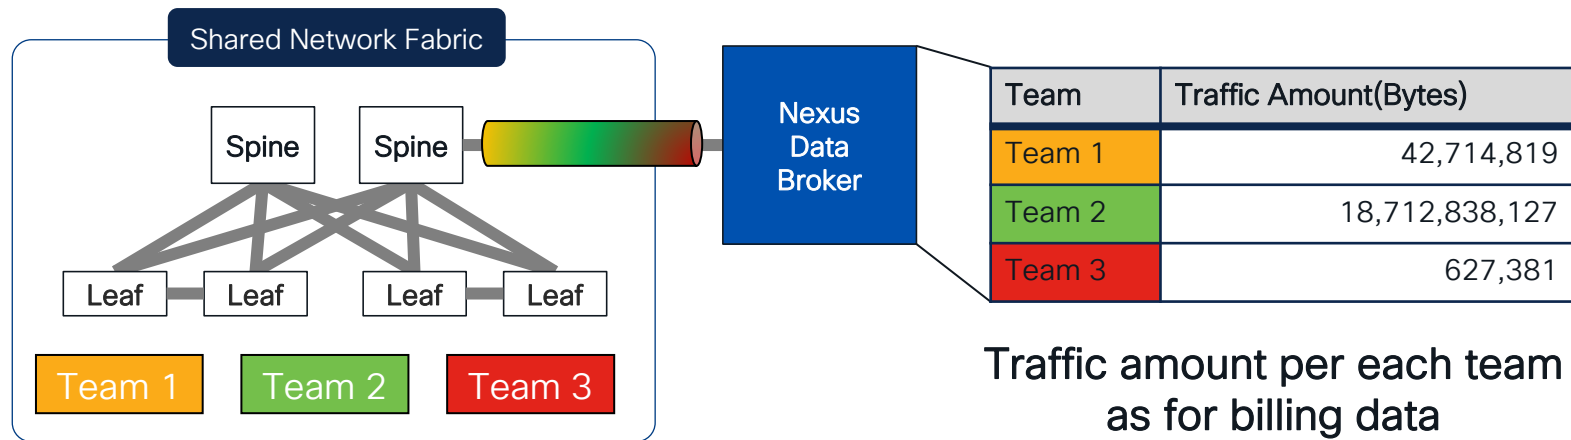 Shared Network Fabric
Spine
Spine
Leaf
Leaf
Leaf
Leaf
Team 1
Team 2
Team 3
Nexus
Data
Broker
Team Traffic Amount(Bytes)
Team 1 42,714,819
Team 2 18,712,838,127
Team 3 627,381
Traffic amount per each team
as for billing data